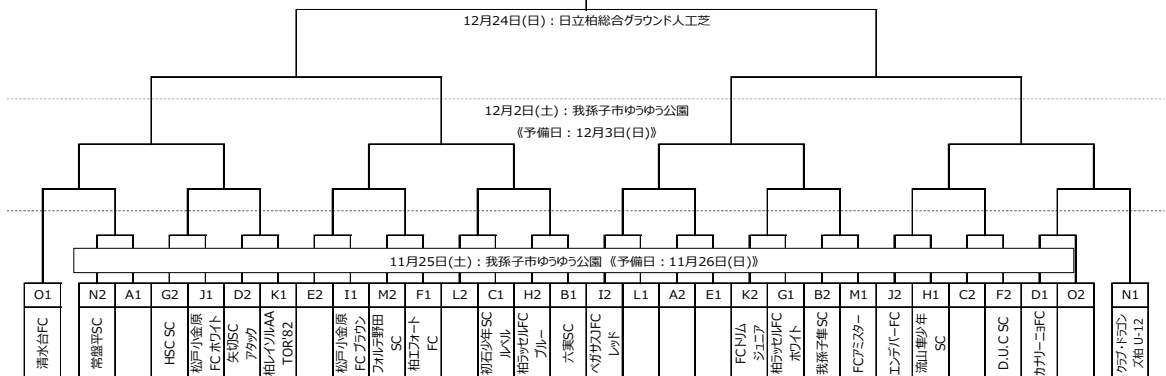 12月24日(日)：日立柏総合グラウンド人工芝
12月2日(土)：我孫子市ゆうゆう公園
《予備日：12月3日(日)》
11月25日(土)：我孫子市ゆうゆう公園《予備日：11月26日(日)》
O1 N2 A1 G2 J1 D2 K1 E2 I1 M2 F1 L2 C1 H2 B1 I2 L1 A2 E1 K2 G1 B2 M1 J2 H1 C2 F2 D1 O2 N1
清水台FC
常盤平SC
HSC SC
松戸小金原
FC ホワイト
矢切SC
アタック
柏レイソルAA
TOR'82
松戸小金原
FC ブラウン
フォルテ野田
SC
柏エフォート
FC
初石少年SC
ルベル
柏ラッセルFC
ブルー
六実SC
ペガサスJFC
レッド
FCドリム
ジュニア
柏ラッセルFC
ホワイト
我孫子隼SC
FCアミスター
エンデバーFC
流山隼少年
SC
D.U.C SC
カナリーニョFC
クラブ・ドラゴン
ズ柏 U-12